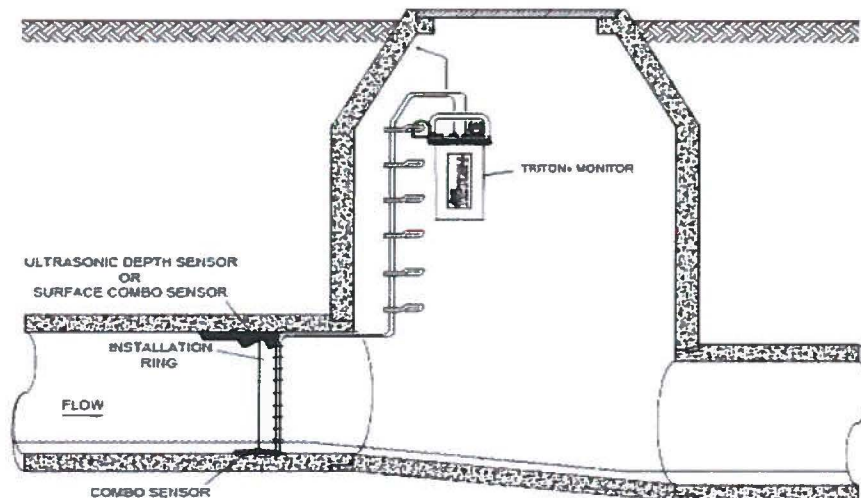 TRITON+ MONITOR
ULTRASONIC DEPTH SENSOR
OR
SURFACE COMBO SENSOR
INSTALLATION
RING
FLOW
COMBO SENSOR